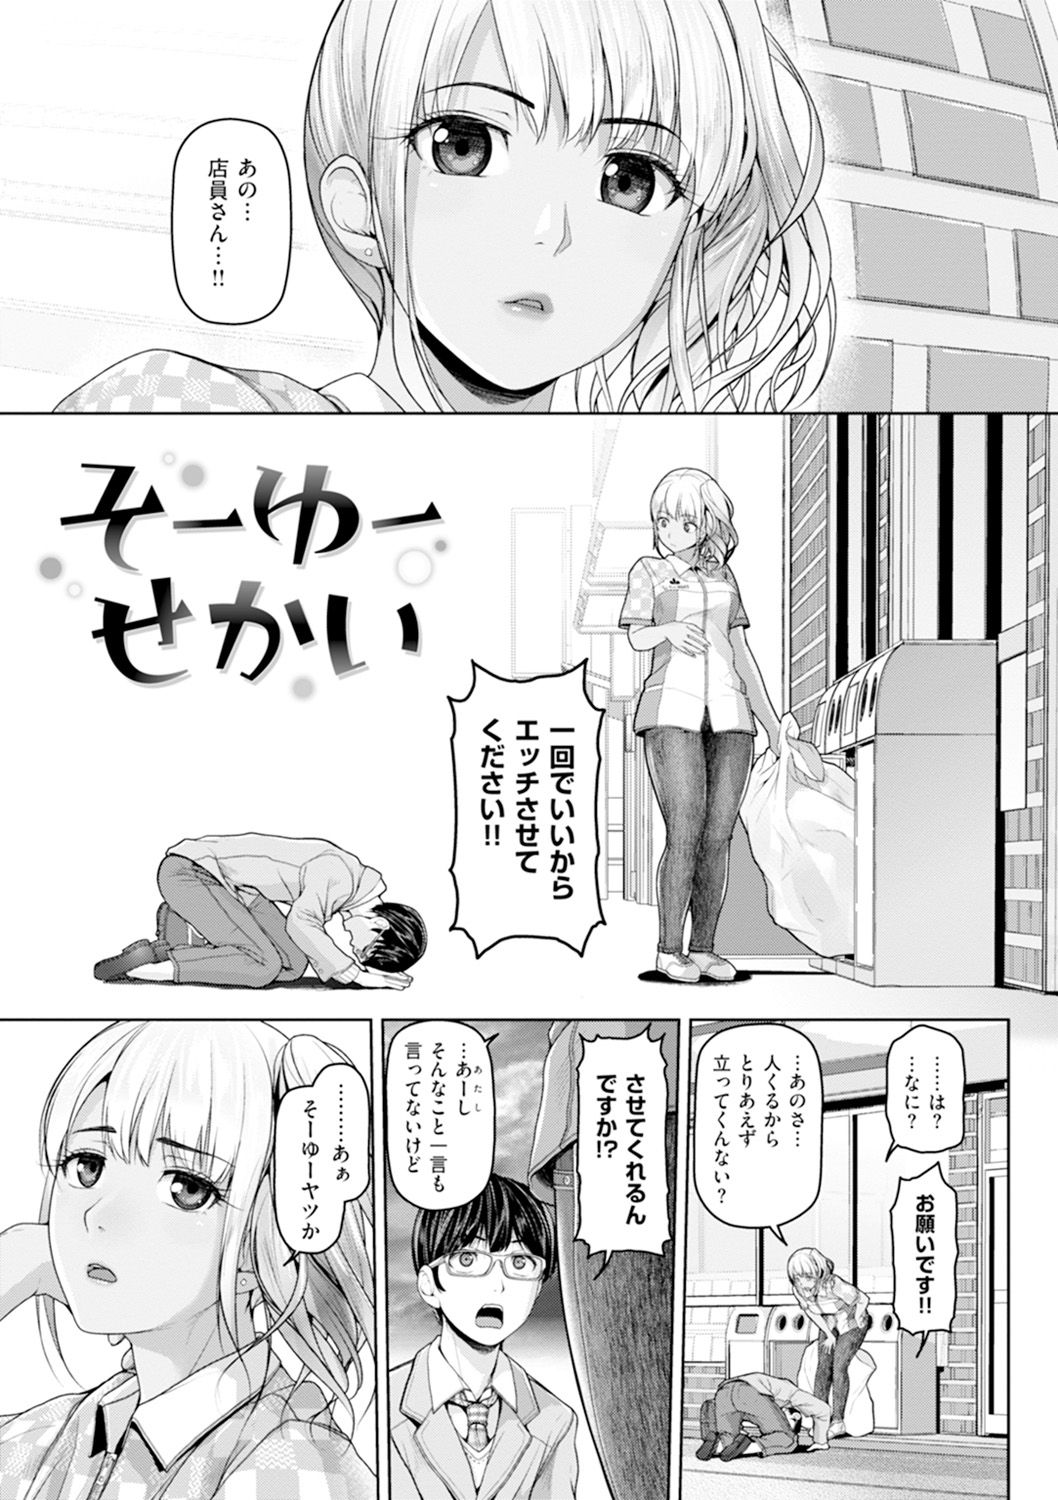 あの…
店員さん…!!
そーゆー
せかい
一回でいいから
エッチさせて
ください!!
………は?
…なに?
お願いです!!
…あのさ…
人くるから
とりあえず
立ってくんない?
させてくれるん
ですか!?
…あーし
あたし
そんなこと一言も
言ってないけど
………あぁ
そーゆーヤツか